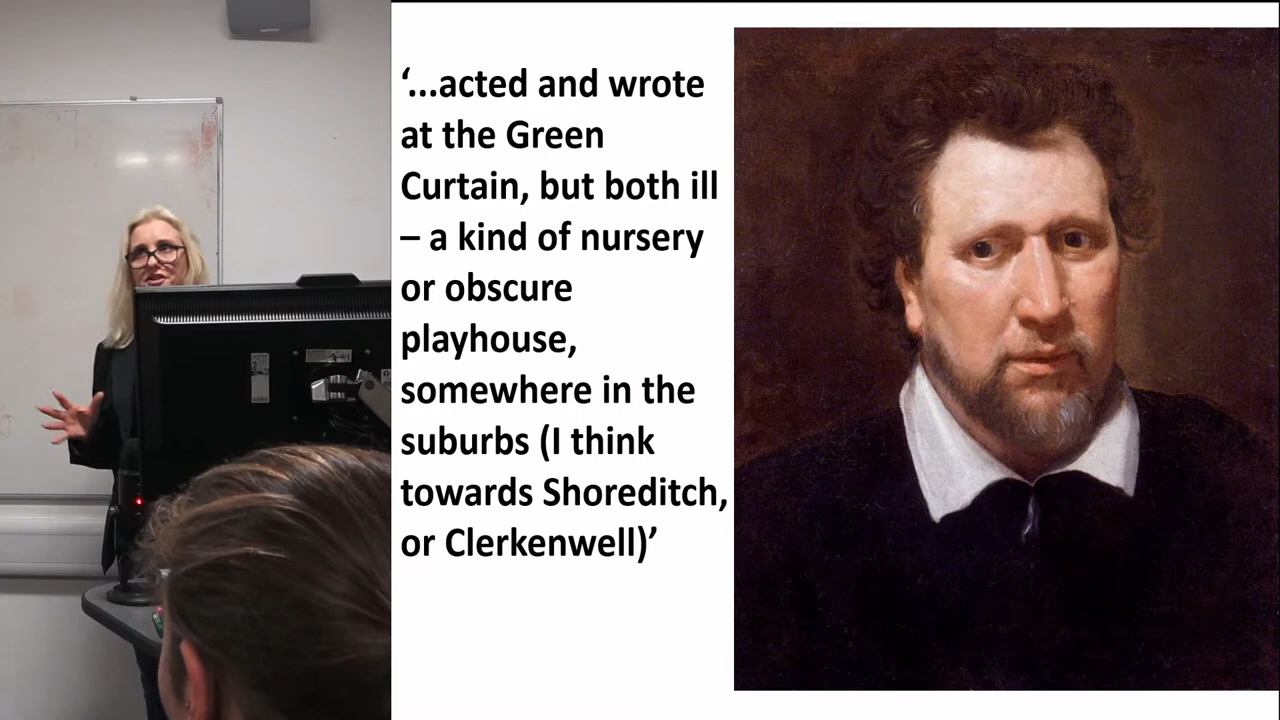 ‘...acted and wrote
at the Green
Curtain, but both ill
– a kind of nursery
or obscure
playhouse,
somewhere in the
suburbs (I think
towards Shoreditch,
or Clerkenwell)’